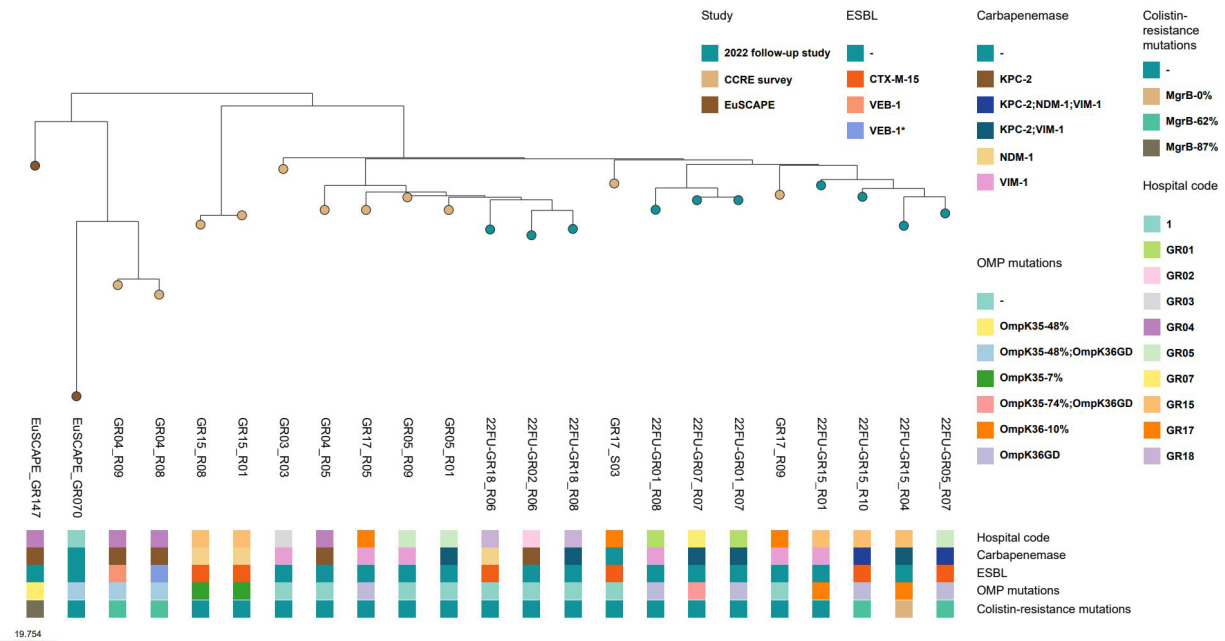 Study
2022 follow-up study
CCRE survey
EuSCAPE
ESBL
-
CTX-M-15
VEB-1
VEB-1*
Carbapenemase
-
KPC-2
KPC-2;NDM-1;VIM-1
KPC-2;VIM-1
NDM-1
VIM-1
Colistin-
resistance
mutations
-
MgrB-0%
MgrB-62%
MgrB-87%
Hospital code
1
GR01
GR02
GR03
GR04
GR05
GR07
GR15
GR17
GR18
OMP mutations
-
OmpK35-48%
OmpK35-48%;OmpK36GD
OmpK35-7%
OmpK35-74%;OmpK36GD
OmpK36-10%
OmpK36GD
EuSCAPE_GR147
EuSCAPE_GR070
GR04_R09
GR04_R08
GR15_R08
GR15_R01
GR03_R03
GR04_R05
GR17_R05
GR05_R09
GR05_R01
22FU-GR18_R06
22FU-GR02_R06
22FU-GR18_R08
GR17_S03
22FU-GR01_R08
22FU-GR07_R07
22FU-GR01_R07
GR17_R09
22FU-GR15_R01
22FU-GR15_R10
22FU-GR15_R04
22FU-GR05_R07
Hospital code
Carbapenemase
ESBL
OMP mutations
Colistin-resistance mutations
19.754